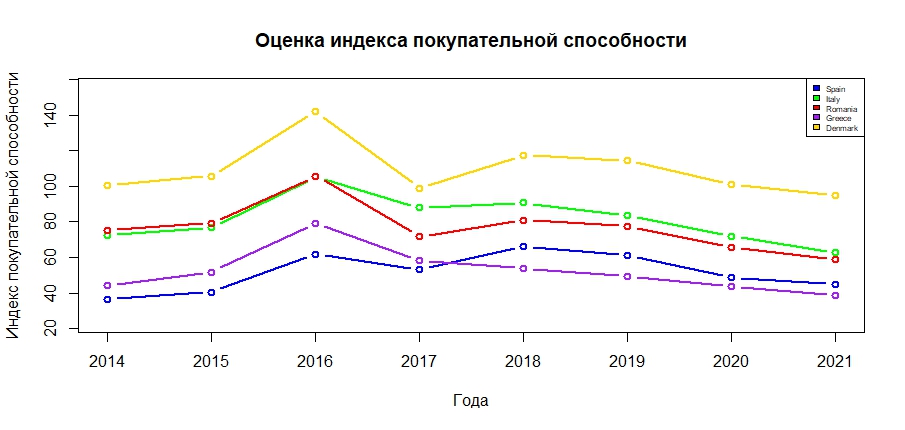 Оценка индекса покупательной способности
Индекс покупательной способности
140
100
80
60
40
20
Spain
Italy
Romania
Greece
Denmark
2014 2015 2016 2017 2018 2019 2020 2021
Года